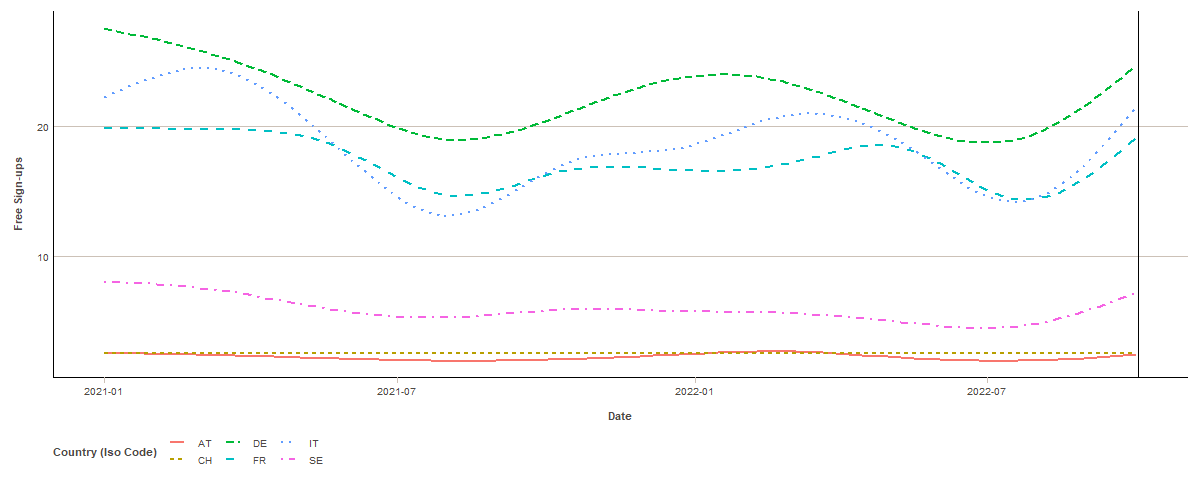 Free Sign-ups
20
10
2021-01 2021-07 2022-01 2022-07
Date
Country (Iso Code)
AT DE IT
CH FR SE